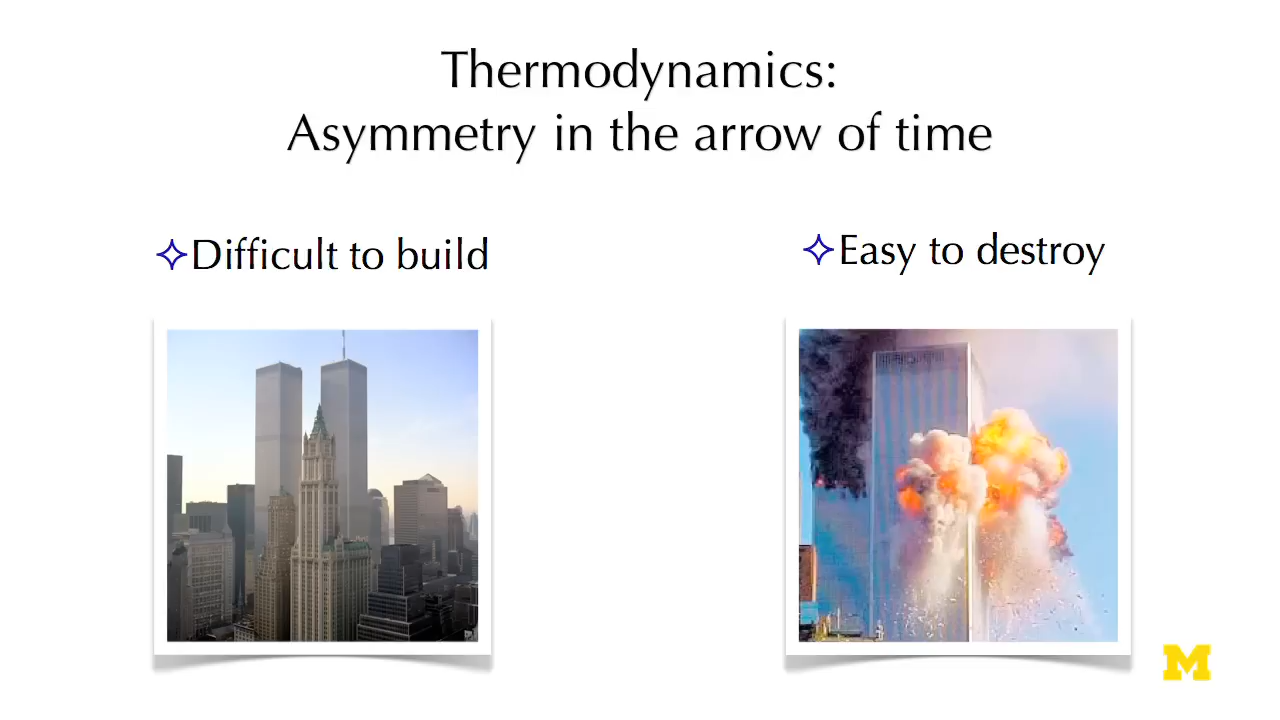 Thermodynamics:
Asymmetry in the arrow of time
✧Difficult to build
✧Easy to destroy
M